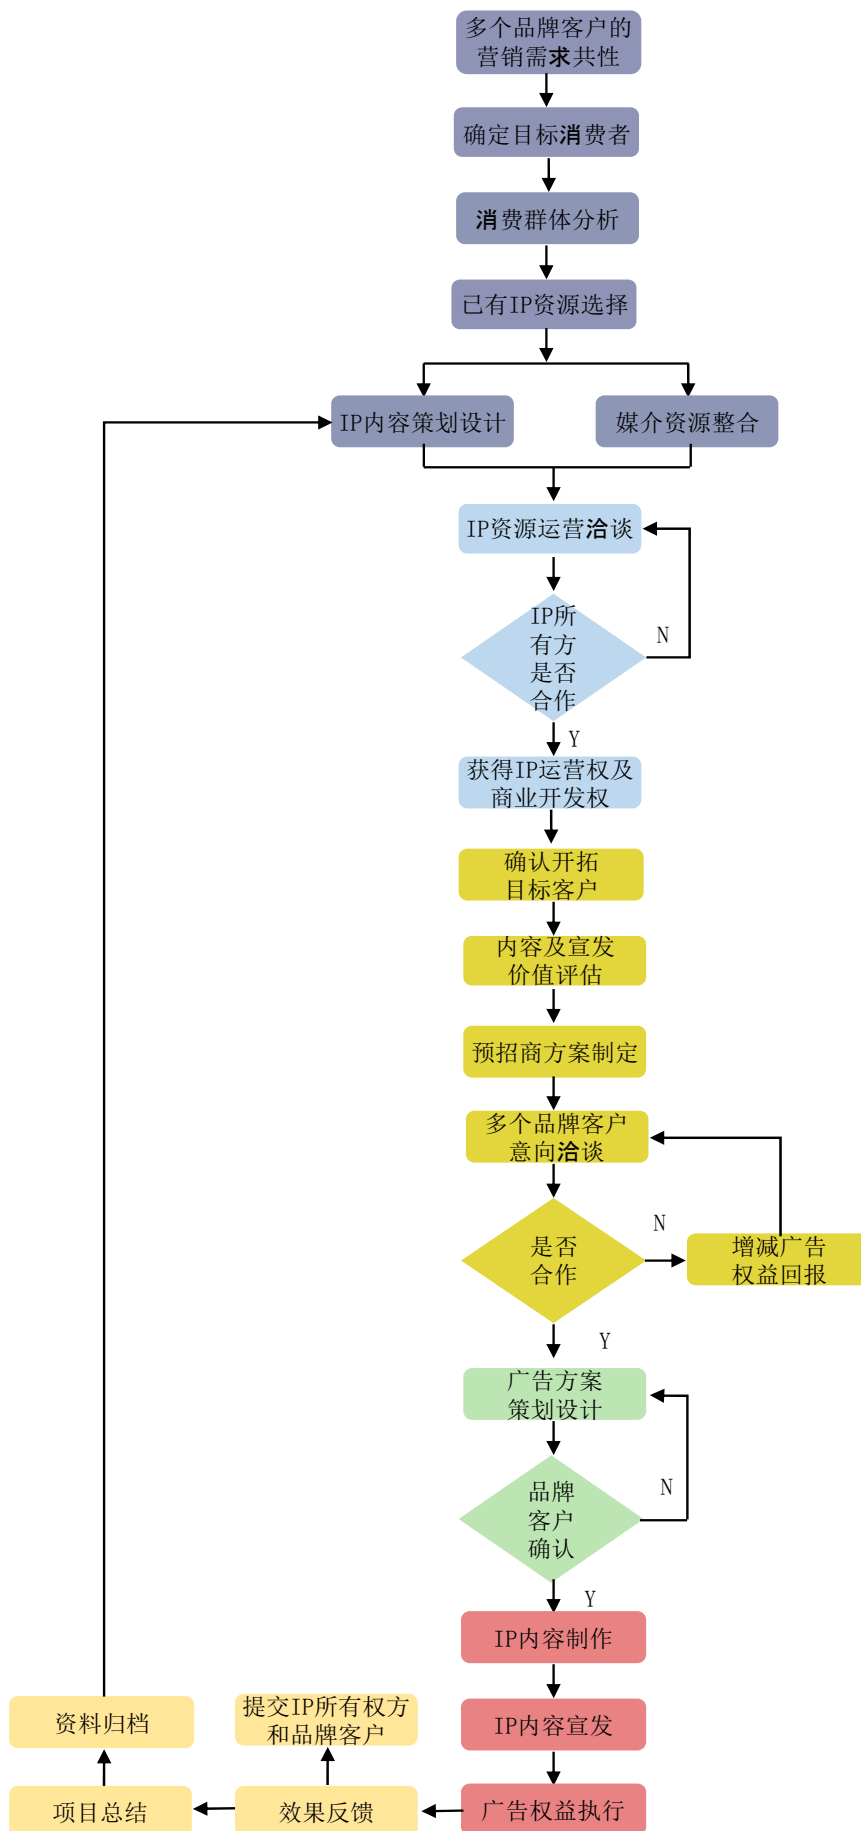 多个品牌客户的
营销需求共性
确定目标消费者
消费群体分析
已有IP资源选择
IP内容策划设计
媒介资源整合
IP资源运营洽谈
IP所
有方
是否
合作
N
Y
获得IP运营权及
商业开发权
确认开拓
目标客户
内容及宣发
价值评估
预招商方案制定
多个品牌客户
意向洽谈
是否
合作
N
增减广告
权益回报
Y
广告方案
策划设计
品牌
客户
确认
N
Y
IP内容制作
IP内容宣发
广告权益执行
效果反馈
提交IP所有权方
和品牌客户
项目总结
资料归档